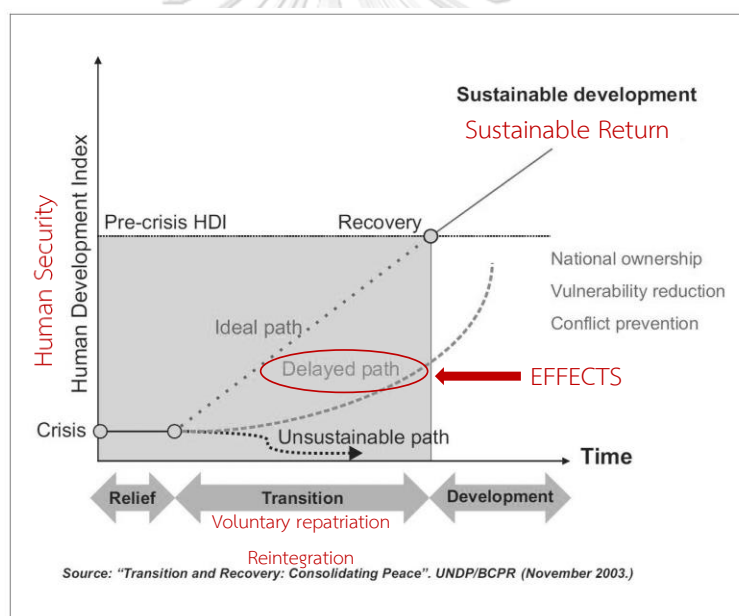 Sustainable development
Sustainable Return
Human Security
Human Development Index
Pre-crisis HDI
Recovery
National ownership
Vulnerability reduction
Conflict prevention
Ideal path
Delayed path
EFFECTS
Crisis
Unsustainable path
Time
Relief
Transition
Development
Voluntary repatriation
Reintegration
Source: “Transition and Recovery: Consolidating Peace”. UNDP/BCPR (November 2003.)